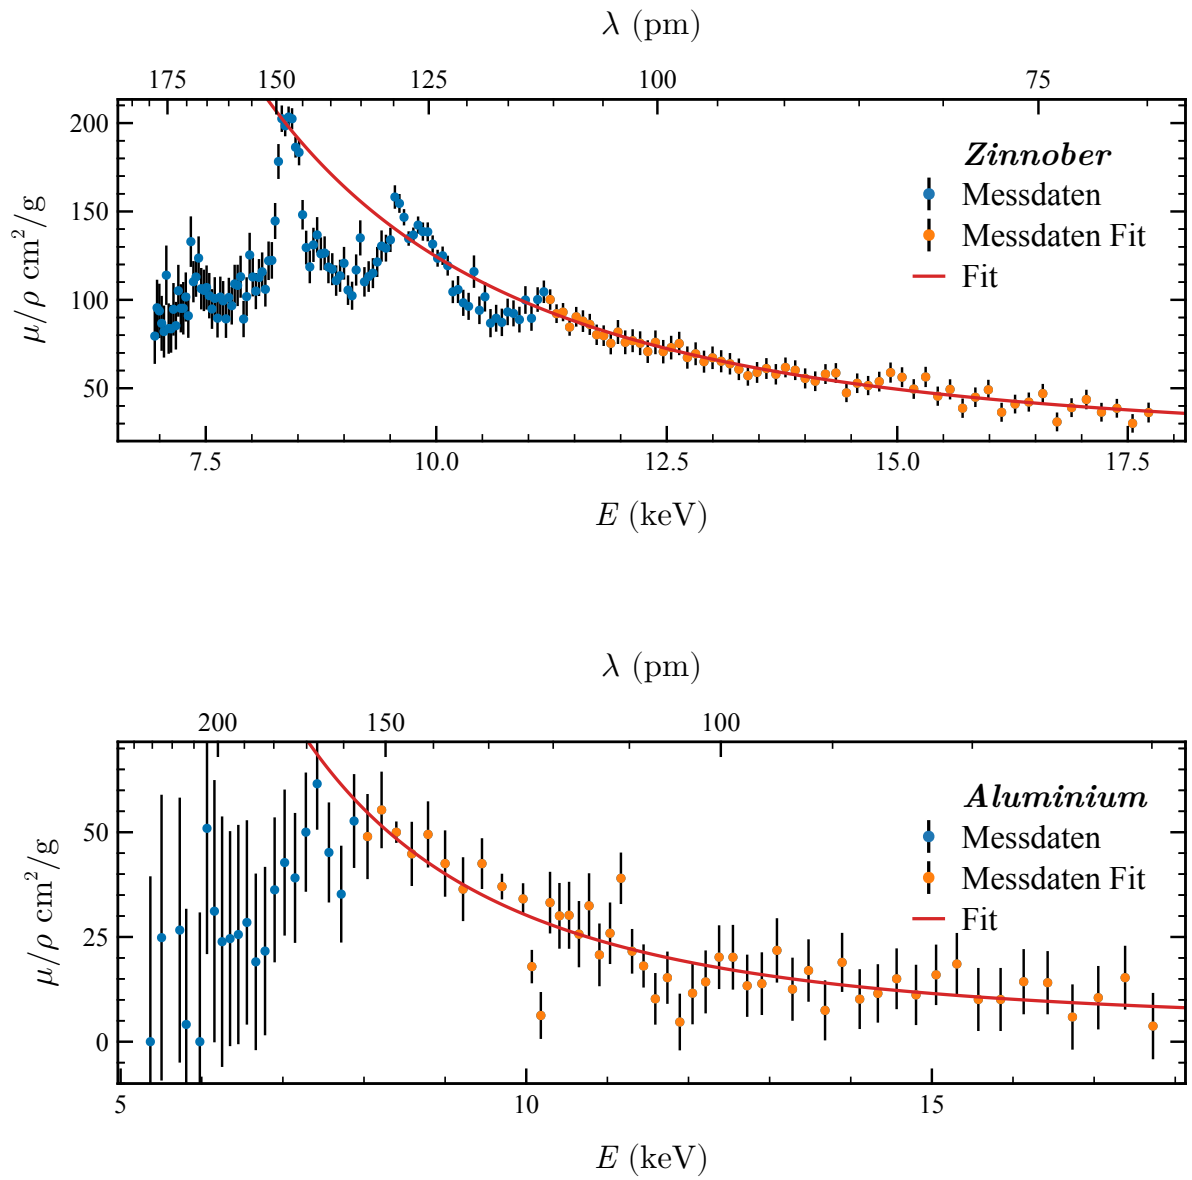 λ (pm)
175 150 125 100 75
200
150
100
50
μ/ρ cm²/g
Zinnober
Messdaten
Messdaten Fit
Fit
7.5 10.0 12.5 15.0 17.5
E (keV)
λ (pm)
200 150 100
50
25
0
μ/ρ cm²/g
Aluminium
Messdaten
Messdaten Fit
Fit
5 10 15
E (keV)